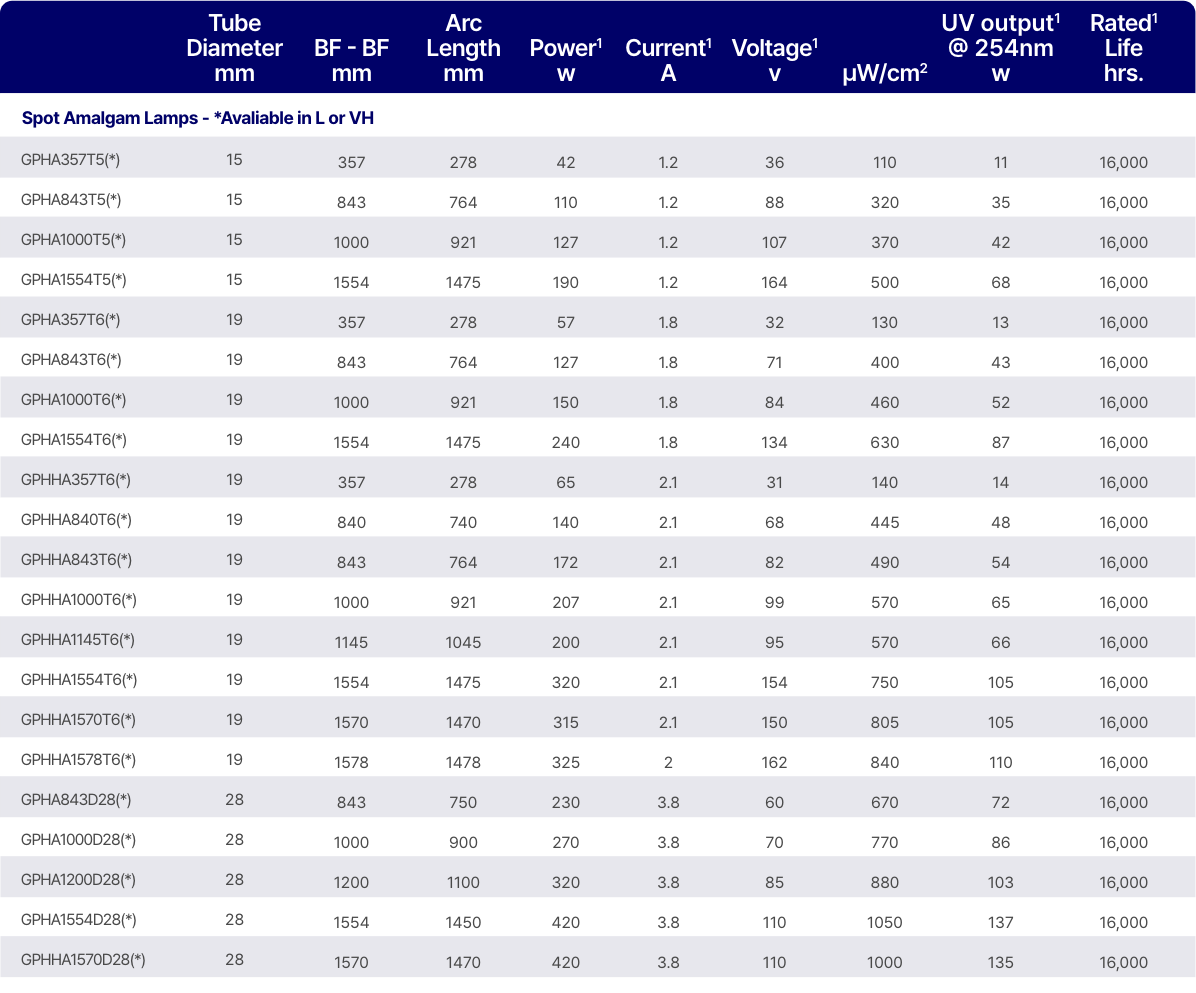 Tube Diameter mm BF - BF mm Arc Length mm Power¹ w Current¹ A Voltage¹ v µW/cm² UV output¹ @ 254nm w Rated¹ Life hrs.
Spot Amalgam Lamps - *Avaliable in L or VH
GPHA357T5(*) 15 357 278 42 1.2 36 110 11 16,000
GPHA843T5(*) 15 843 764 110 1.2 88 320 35 16,000
GPHA1000T5(*) 15 1000 921 127 1.2 107 370 42 16,000
GPHA1554T5(*) 15 1554 1475 190 1.2 164 500 68 16,000
GPHA357T6(*) 19 357 278 57 1.8 32 130 13 16,000
GPHA843T6(*) 19 843 764 127 1.8 71 400 43 16,000
GPHA1000T6(*) 19 1000 921 150 1.8 84 460 52 16,000
GPHA1554T6(*) 19 1554 1475 240 1.8 134 630 87 16,000
GPHHA357T6(*) 19 357 278 65 2.1 31 140 14 16,000
GPHHA840T6(*) 19 840 740 140 2.1 68 445 48 16,000
GPHHA843T6(*) 19 843 764 172 2.1 82 490 54 16,000
GPHHA1000T6(*) 19 1000 921 207 2.1 99 570 65 16,000
GPHHA1145T6(*) 19 1145 1045 200 2.1 95 570 66 16,000
GPHHA1554T6(*) 19 1554 1475 320 2.1 154 750 105 16,000
GPHHA1570T6(*) 19 1570 1470 315 2.1 150 805 105 16,000
GPHHA1578T6(*) 19 1578 1478 325 2 162 840 110 16,000
GPHA843D28(*) 28 843 750 230 3.8 60 670 72 16,000
GPHA1000D28(*) 28 1000 900 270 3.8 70 770 86 16,000
GPHA1200D28(*) 28 1200 1100 320 3.8 85 880 103 16,000
GPHA1554D28(*) 28 1554 1450 420 3.8 110 1050 137 16,000
GPHHA1570D28(*) 28 1570 1470 420 3.8 110 1000 135 16,000